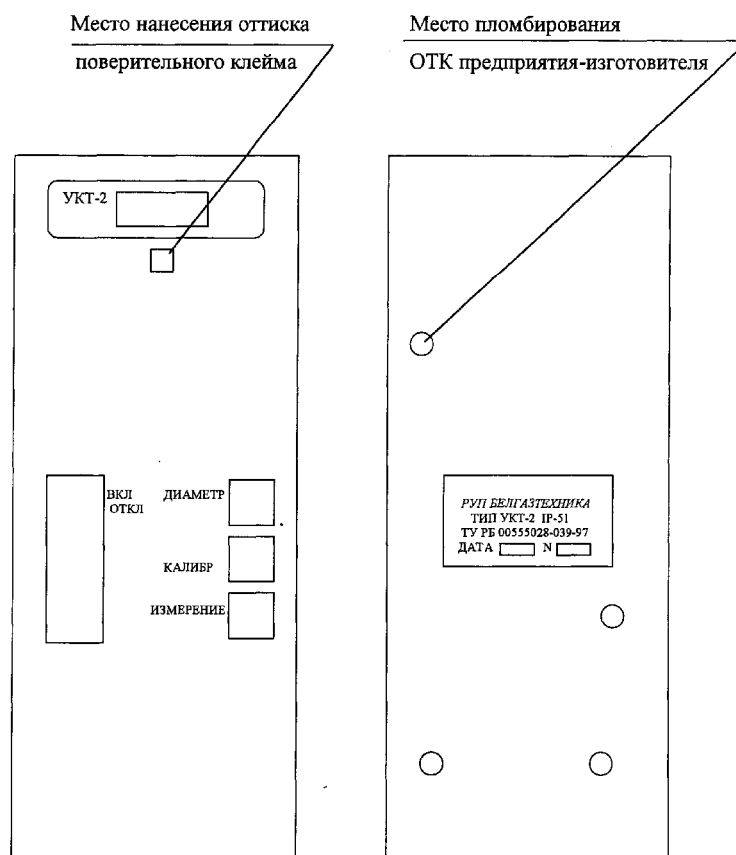 Место нанесения оттиска
поверительного клейма
Место пломбирования
ОТК предприятия-изготовителя
УКТ-2
ВКЛ
ОТКЛ
ДИАМЕТР
КАЛИБР
ИЗМЕРЕНИЕ
РУП БЕЛГАЗТЕХНИКА
ТИП УКТ-2 IP-51
ТУ РБ 00555028-039-97
ДАТА N